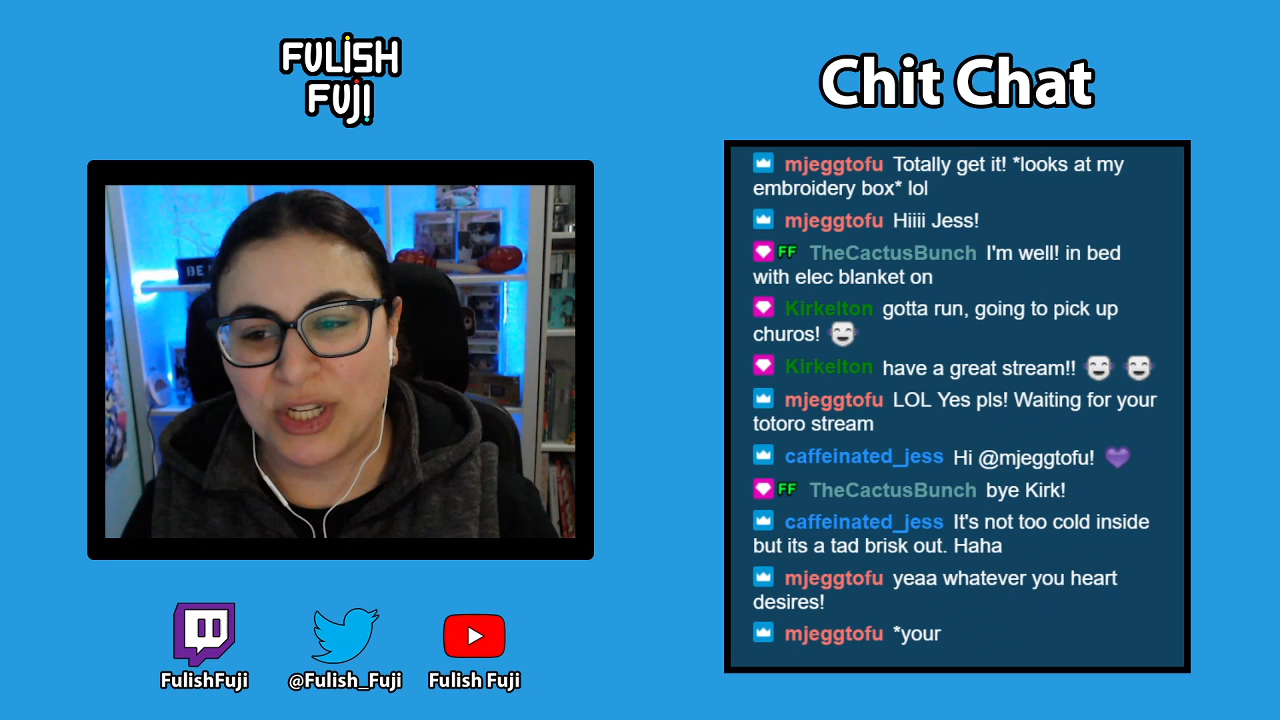 FULISH
FUJI
Chit Chat
BE
mjeggtofu Totally get it! *looks at my
embroidery box* lol
mjeggtofu Hiiii Jess!
FF TheCactusBunch I'm well! in bed
with elec blanket on
Kirkelton gotta run, going to pick up
churos!
Kirkelton have a great stream!!
mjeggtofu LOL Yes pls! Waiting for your
totoro stream
caffeinated_jess Hi @mjeggtofu!
FF TheCactusBunch bye Kirk!
caffeinated_jess It's not too cold inside
but its a tad brisk out. Haha
mjeggtofu yeaa whatever you heart
desires!
mjeggtofu *your
FulishFuji
@Fulish_Fuji
Fulish Fuji